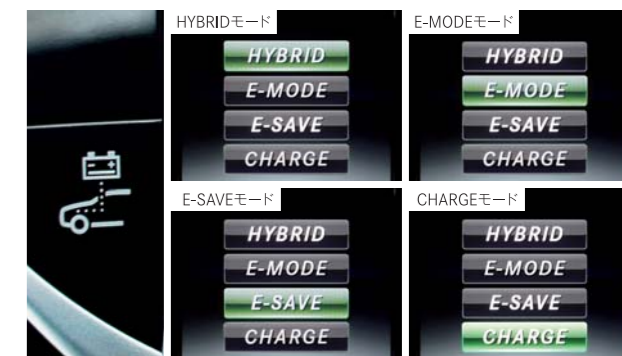 HYBRIDモード
HYBRID
E-MODE
E-SAVE
CHARGE
E-MODEモード
HYBRID
E-MODE
E-SAVE
CHARGE
E-SAVEモード
HYBRID
E-MODE
E-SAVE
CHARGE
CHARGEモード
HYBRID
E-MODE
E-SAVE
CHARGE